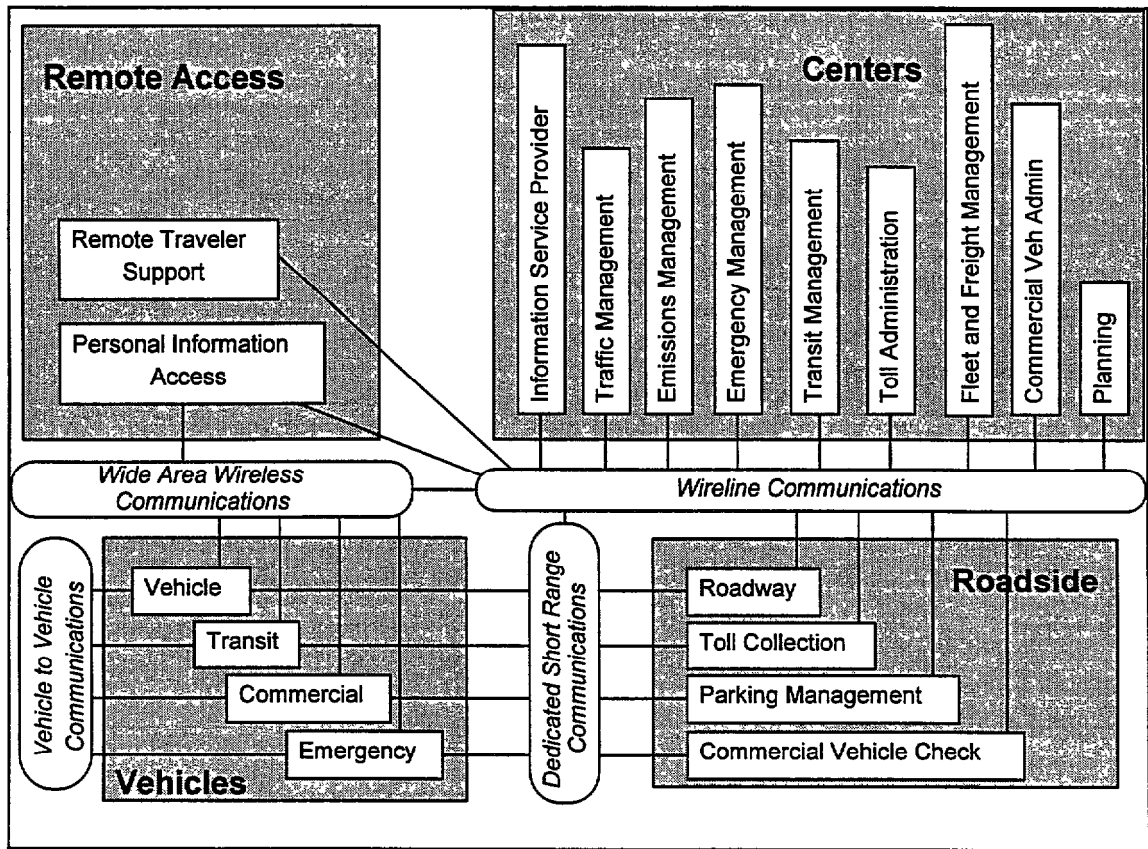 Remote Access
Remote Traveler
Support
Personal Information
Access
Centers
Information Service Provider
Traffic Management
Emissions Management
Emergency Management
Transit Management
Toll Administration
Fleet and Freight Management
Commercial Veh Admin
Planning
Wide Area Wireless
Communications
Wireline Communications
Vehicle to Vehicle
Communications
Vehicle
Transit
Commercial
Emergency
Vehicles
Dedicated Short Range
Communications
Roadside
Roadway
Toll Collection
Parking Management
Commercial Vehicle Check